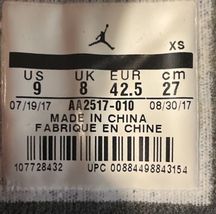 XS
US UK EUR cm
9 8 42.5 27
07/19/17 AA2517-010 08/30/17
MADE IN CHINA
FABRIQUE EN CHINE
107728432 UPC 00884498843154